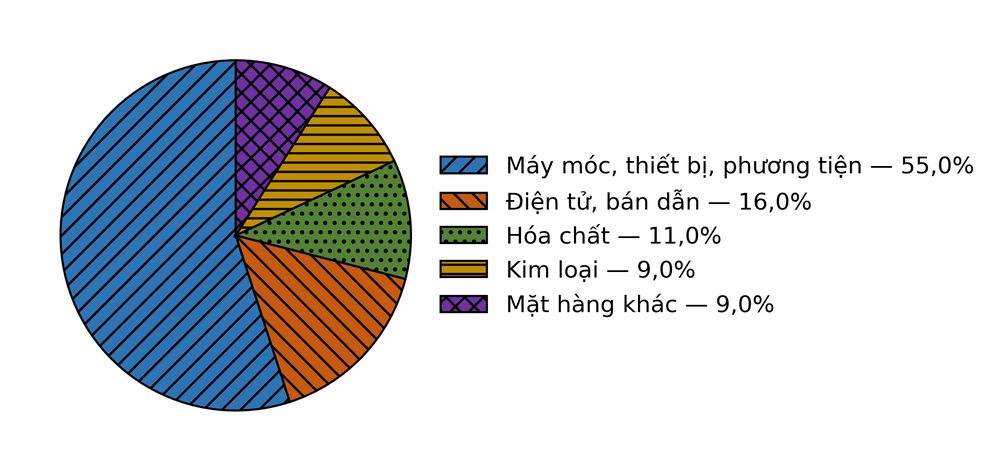 Máy móc, thiết bị, phương tiện — 55,0%
Điện tử, bán dẫn — 16,0%
Hóa chất — 11,0%
Kim loại — 9,0%
Mặt hàng khác — 9,0%